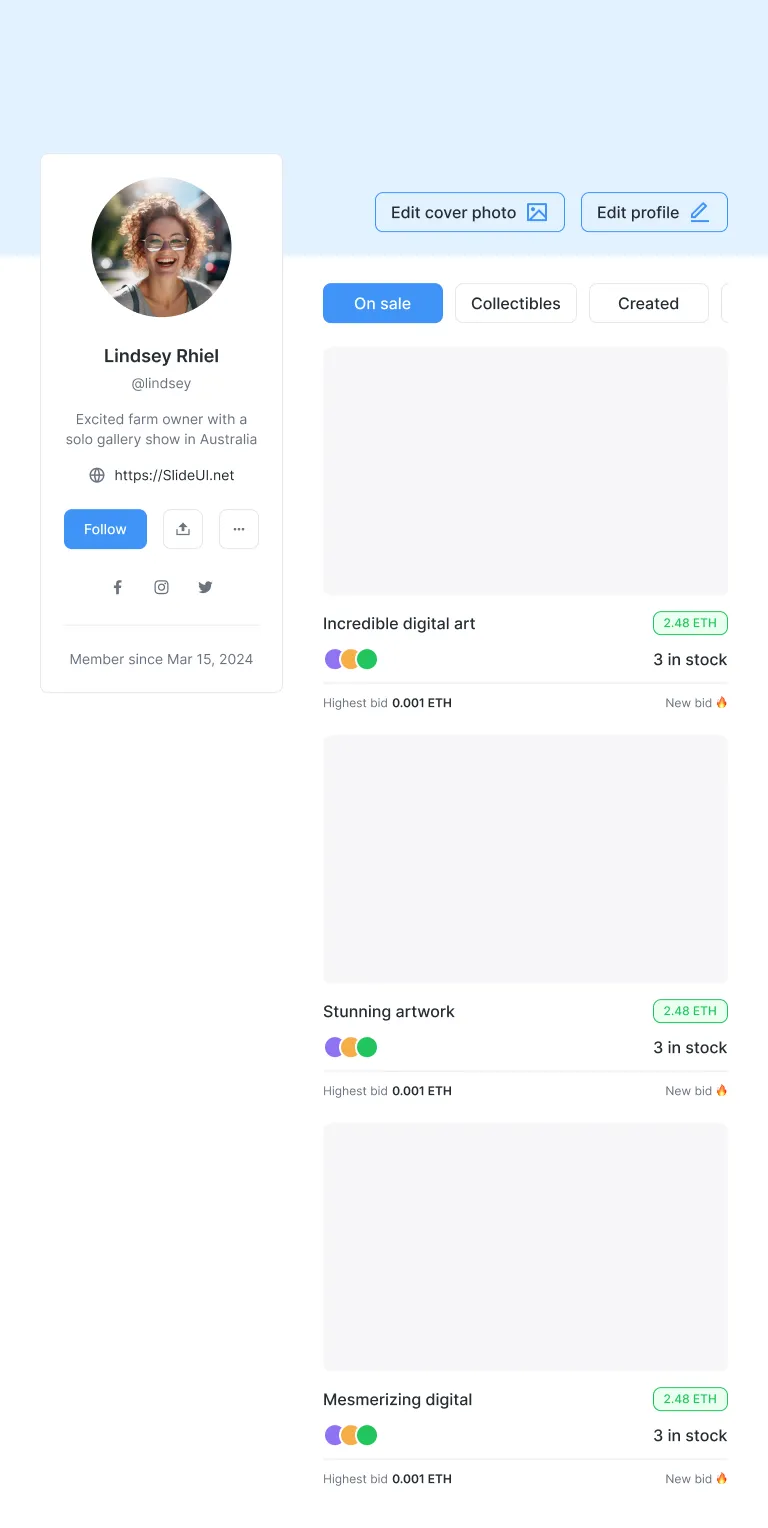 Edit cover photo
Edit profile
Lindsey Rhiel
@lindsey
Excited farm owner with a
solo gallery show in Australia
https://SlideUI.net
Follow
Member since Mar 15, 2024
On sale
Collectibles
Created
Incredible digital art
2.48 ETH
3 in stock
Highest bid 0.001 ETH
New bid 🔥
Stunning artwork
2.48 ETH
3 in stock
Highest bid 0.001 ETH
New bid 🔥
Mesmerizing digital
2.48 ETH
3 in stock
Highest bid 0.001 ETH
New bid 🔥